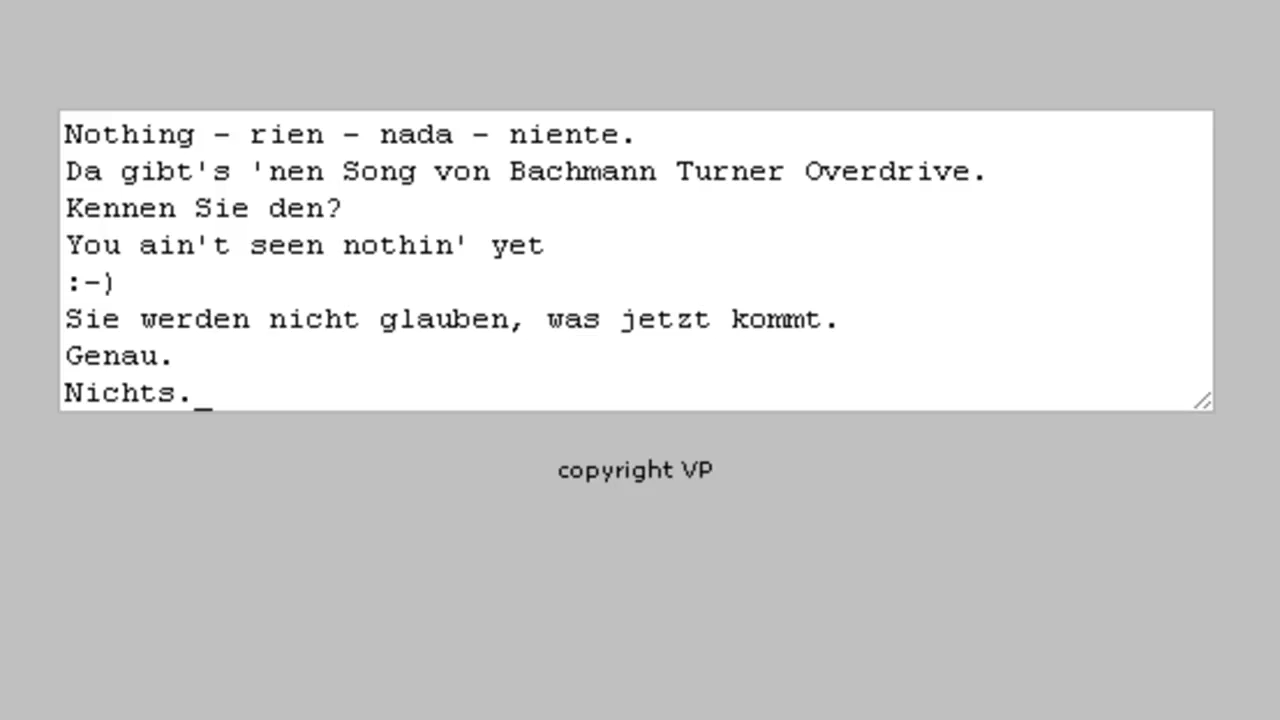 Nothing - rien - nada - niente.
Da gibt's 'nen Song von Bachmann Turner Overdrive.
Kennen Sie den?
You ain't seen nothin' yet
:-)
Sie werden nicht glauben, was jetzt kommt.
Genau.
Nichts._
copyright VP